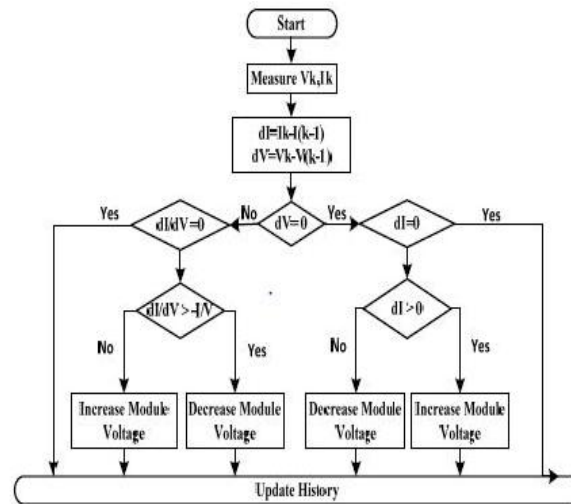 Start
Measure Vk,Ik
dI=Ik-I(k-1)
dV=Vk-V(k-1)
Yes
dI/dV=0
No
dV=0
Yes
dI=0
Yes
dI/dV>-I/V
dI>0
No
Yes
No
Yes
Increase Module
Voltage
Decrease Module
Voltage
Decrease Module
Voltage
Increase Module
Voltage
Update History